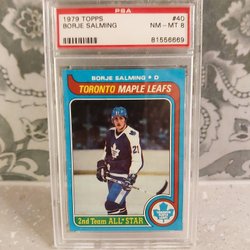 PSA
1979 TOPPS #40
BORJE SALMING NM - MT 8
81556669
BORJE SALMING • D
TORONTO MAPLE LEAFS
21
2nd Team ALL★STAR